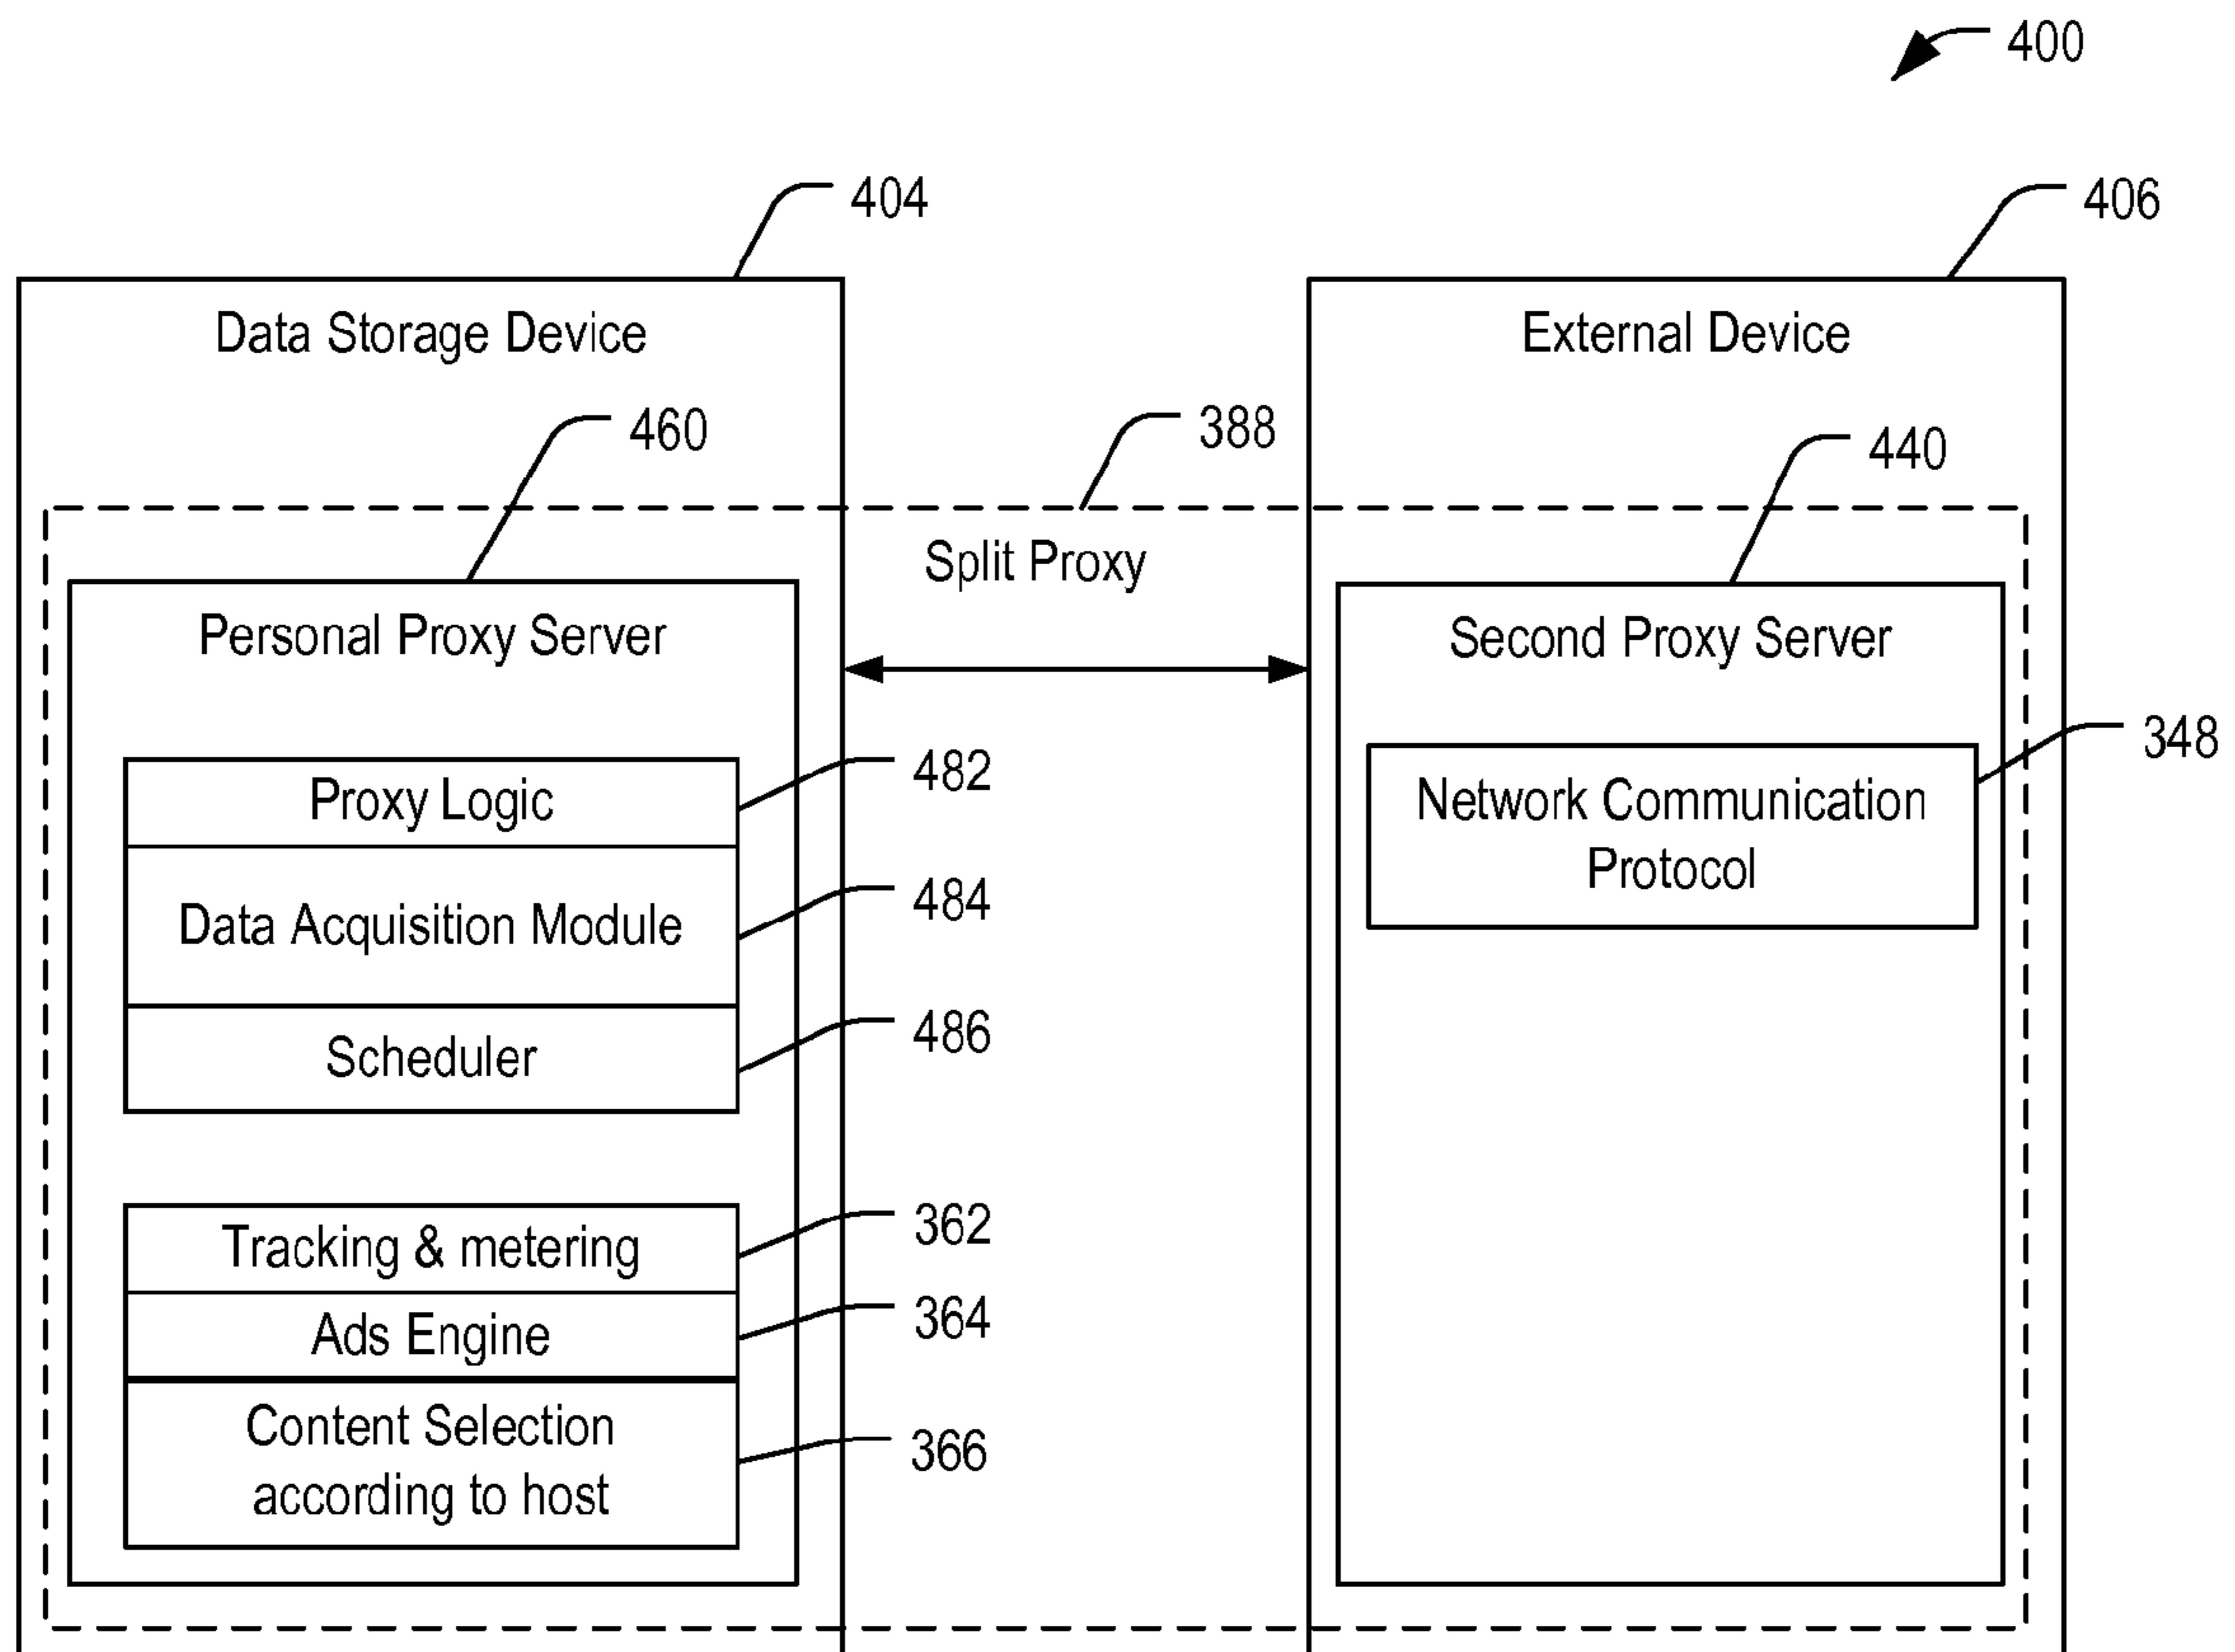 400
404
406
Data Storage Device
External Device
460
388
440
Split Proxy
Personal Proxy Server
Second Proxy Server
348
482
Proxy Logic
Network Communication
Protocol
484
Data Acquisition Module
486
Scheduler
362
Tracking & metering
364
Ads Engine
Content Selection
according to host
366